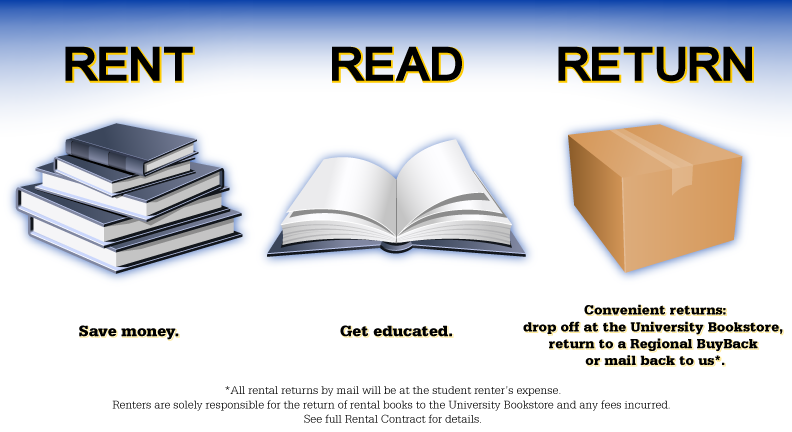 RENT
READ
RETURN
Save money.
Get educated.
Convenient returns:
drop off at the University Bookstore,
return to a Regional BuyBack
or mail back to us*.
*All rental returns by mail will be at the student renter's expense.
Renters are solely responsible for the return of rental books to the University Bookstore and any fees incurred.
See full Rental Contract for details.